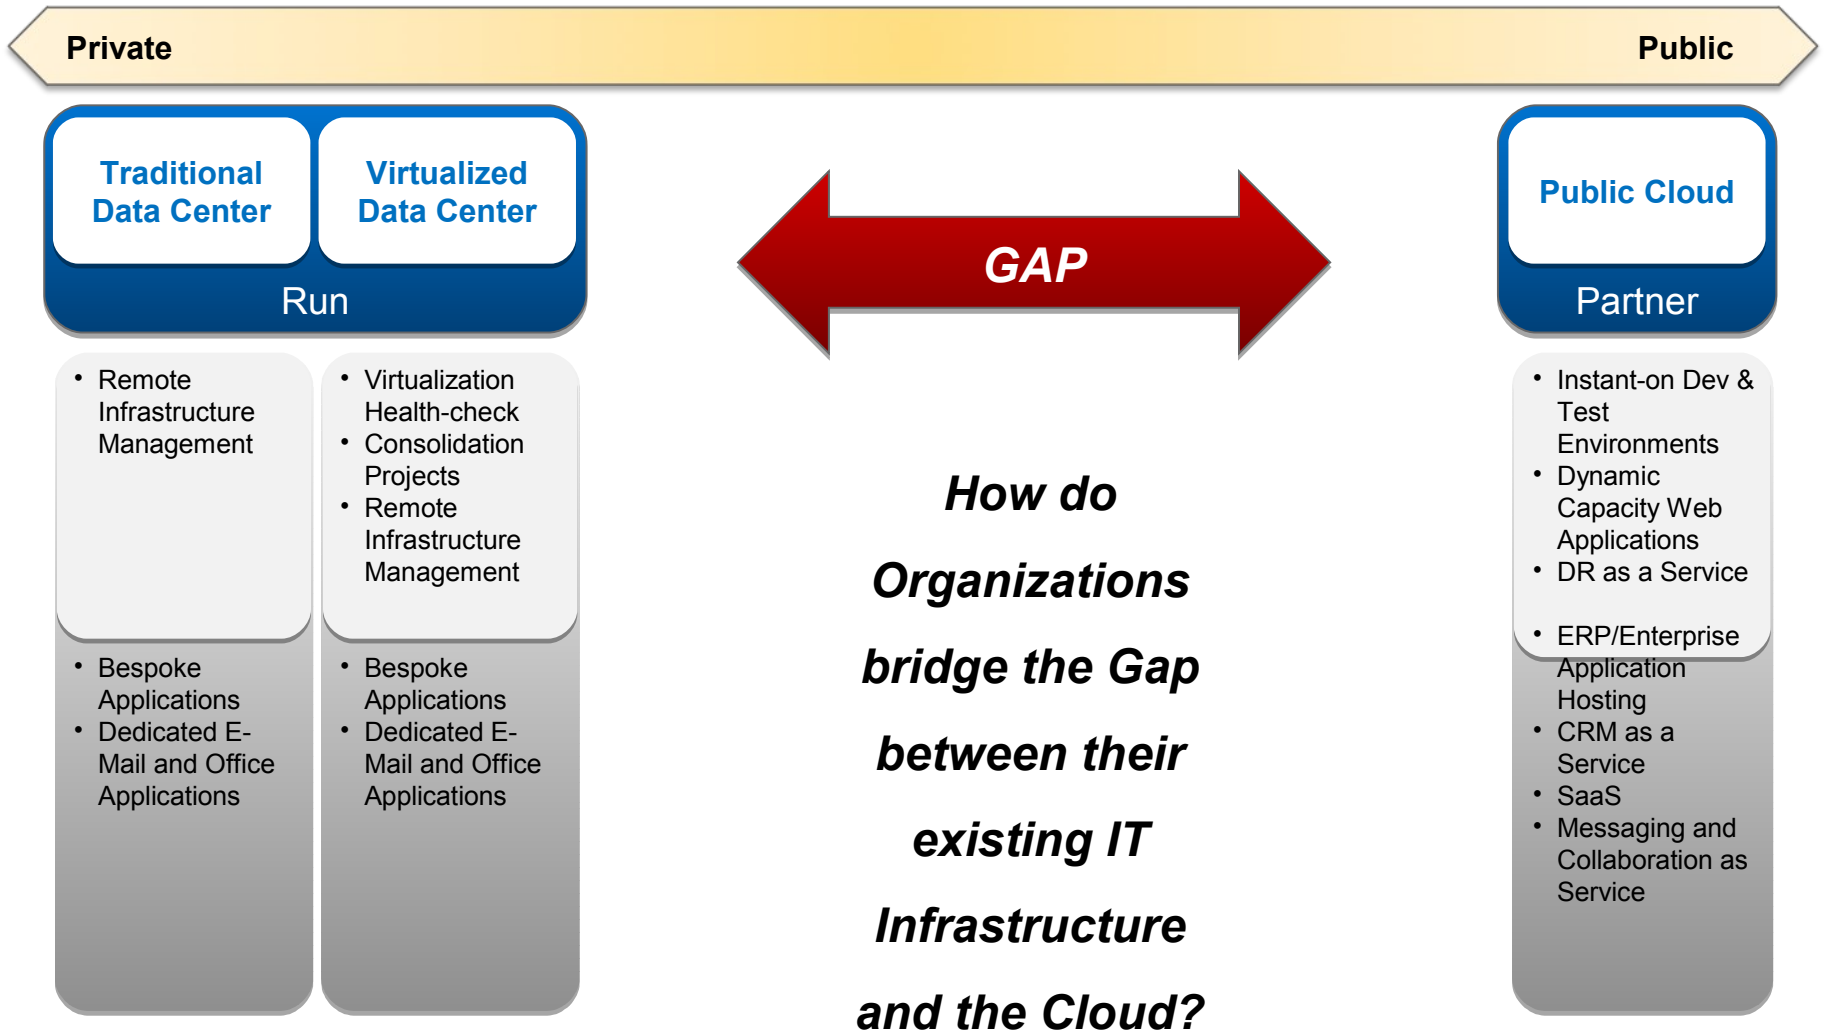 Private
Public
Traditional
Data Center
Virtualized
Data Center
Run
GAP
Public Cloud
Partner
• Remote
Infrastructure
Management
• Bespoke
Applications
• Dedicated E-
Mail and Office
Applications
• Virtualization
Health-check
• Consolidation
Projects
• Remote
Infrastructure
Management
• Bespoke
Applications
• Dedicated E-
Mail and Office
Applications
How do
Organizations
bridge the Gap
between their
existing IT
Infrastructure
and the Cloud?
• Instant-on Dev &
Test
Environments
• Dynamic
Capacity Web
Applications
• DR as a Service
• ERP/Enterprise
Application
Hosting
• CRM as a
Service
• SaaS
• Messaging and
Collaboration as
Service